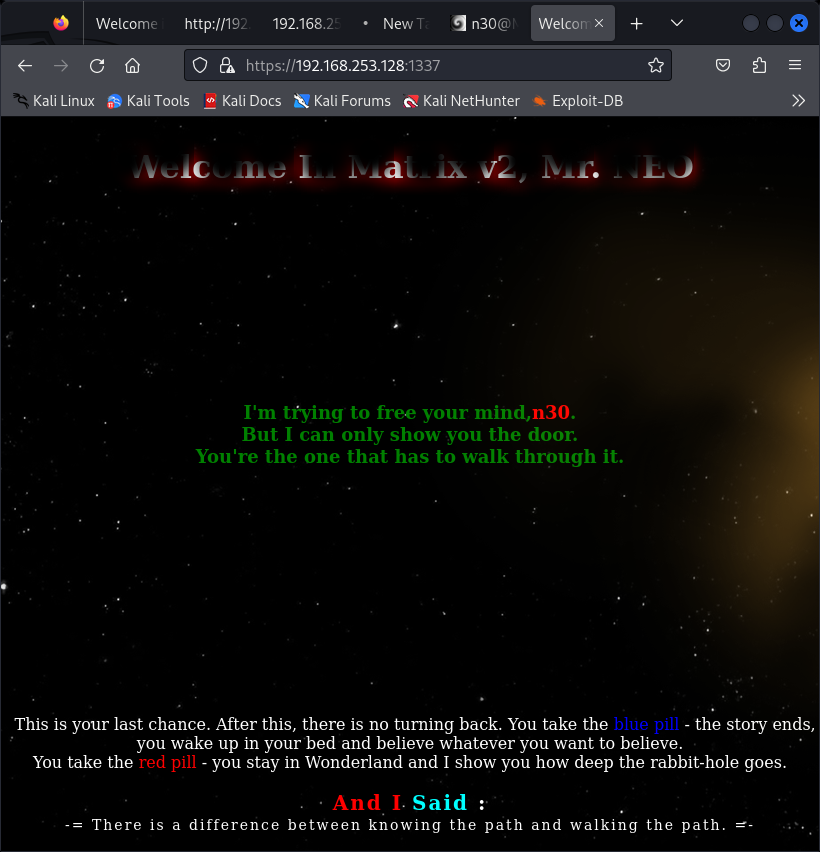 Welcome
http://192.
192.168.25
New Ta
n30@M
Welcom
https://192.168.253.128:1337
Kali Linux
Kali Tools
Kali Docs
Kali Forums
Kali NetHunter
Exploit-DB
Welcome In Matrix v2, Mr. NEO
I'm trying to free your mind,n30.
But I can only show you the door.
You're the one that has to walk through it.
This is your last chance. After this, there is no turning back. You take the blue pill - the story ends,
you wake up in your bed and believe whatever you want to believe.
You take the red pill - you stay in Wonderland and I show you how deep the rabbit-hole goes.
And I Said :
-= There is a difference between knowing the path and walking the path. =-